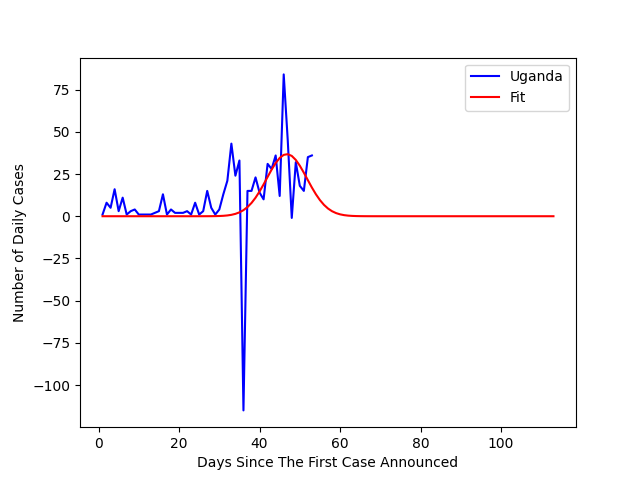 Uganda
Fit
75
50
25
0
−25
−50
−75
−100
Number of Daily Cases
0 20 40 60 80 100
Days Since The First Case Announced